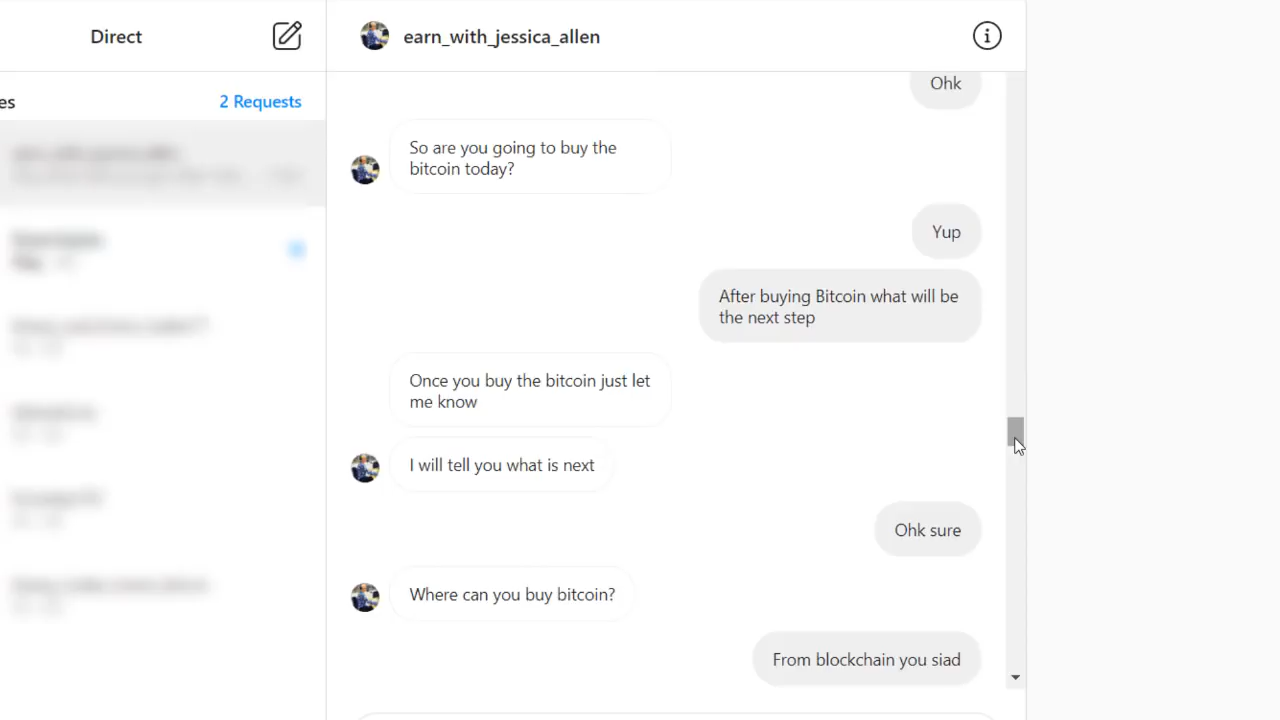 Direct
earn_with_jessica_allen
es
2 Requests
Ohk
So are you going to buy the
bitcoin today?
Yup
After buying Bitcoin what will be
the next step
Once you buy the bitcoin just let
me know
I will tell you what is next
Ohk sure
Where can you buy bitcoin?
From blockchain you siad